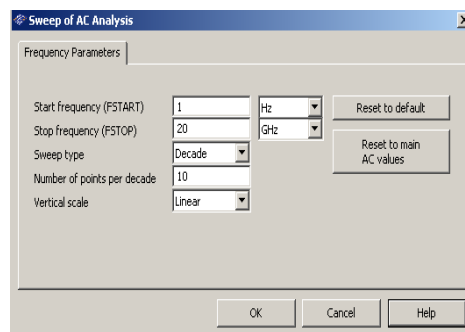 Sweep of AC Analysis
Frequency Parameters
Start frequency (FSTART) 1 Hz Reset to default
Stop frequency (FSTOP) 20 GHz
Sweep type Decade Reset to main AC values
Number of points per decade 10
Vertical scale Linear
OK Cancel Help